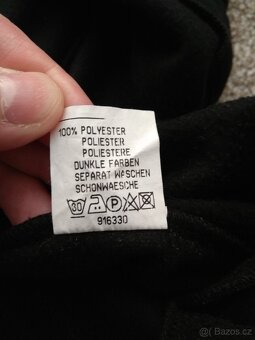 100% POLYESTER
POLIESTER
POLIESTERE
DUNKLE FARBEN
SEPARAT WASCHEN
SCHONWAESCHE
30 P
916330
Bazos.cz